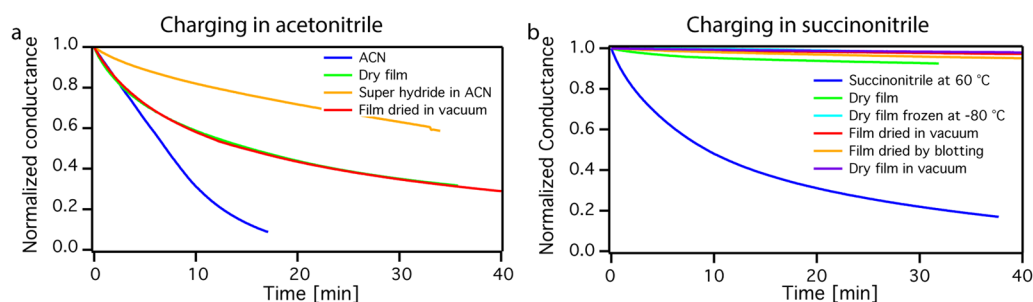 Charging in acetonitrile
a
Normalized conductance
1.0
0.8
0.6
0.4
0.2
0.0
ACN
Dry film
Super hydride in ACN
Film dried in vacuum
0
10
20
30
40
Time [min]
Charging in succinonitrile
b
Normalized Conductance
1.0
0.8
0.6
0.4
0.2
0.0
Succinonitrile at 60 °C
Dry film
Dry film frozen at -80 °C
Film dried in vacuum
Film dried by blotting
Dry film in vacuum
0
10
20
30
40
Time [min]